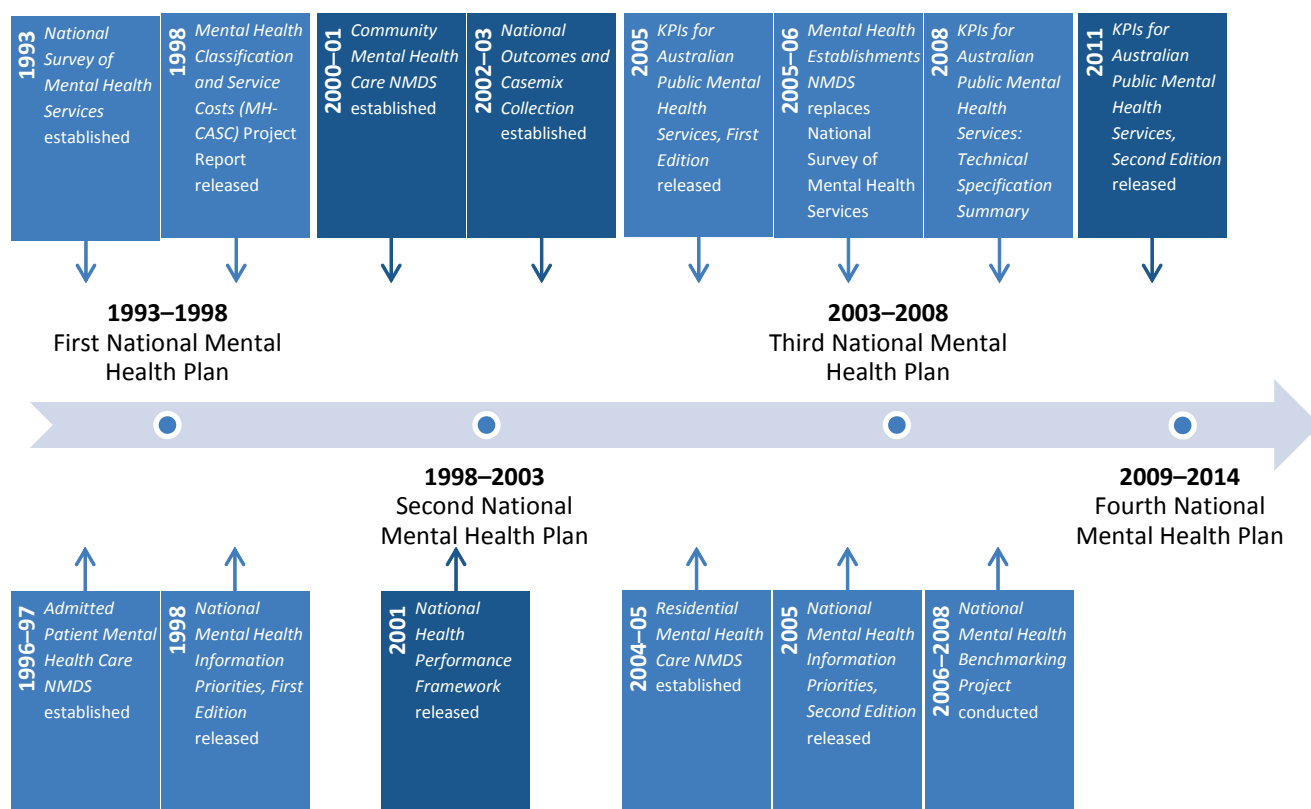 1993
National
Survey of
Mental Health
Services
established
1998
Mental Health
Classification
and Service
Costs (MH-
CASC) Project
Report
released
2000–01
Community
Mental Health
Care NMDS
established
2002–03
National
Outcomes and
Casemix
Collection
established
2005
KPIs for
Australian
Public Mental
Health
Services, First
Edition
released
2005–06
Mental Health
Establishments
NMDS
replaces
National
Survey of
Mental Health
Services
2008
KPIs for
Australian
Public Mental
Health
Services:
Technical
Specification
Summary
2011
KPIs for
Australian
Public Mental
Health
Services,
Second Edition
released
1993–1998
First National Mental
Health Plan
2003–2008
Third National Mental
Health Plan
1998–2003
Second National
Mental Health Plan
2009–2014
Fourth National
Mental Health Plan
1996–97
Admitted
Patient Mental
Health Care
NMDS
established
1998
National
Mental Health
Information
Priorities, First
Edition
released
2001
National
Health
Performance
Framework
released
2004–05
Residential
Mental Health
Care NMDS
established
2005
National
Mental Health
Information
Priorities,
Second Edition
released
2006–2008
National
Mental Health
Benchmarking
Project
conducted